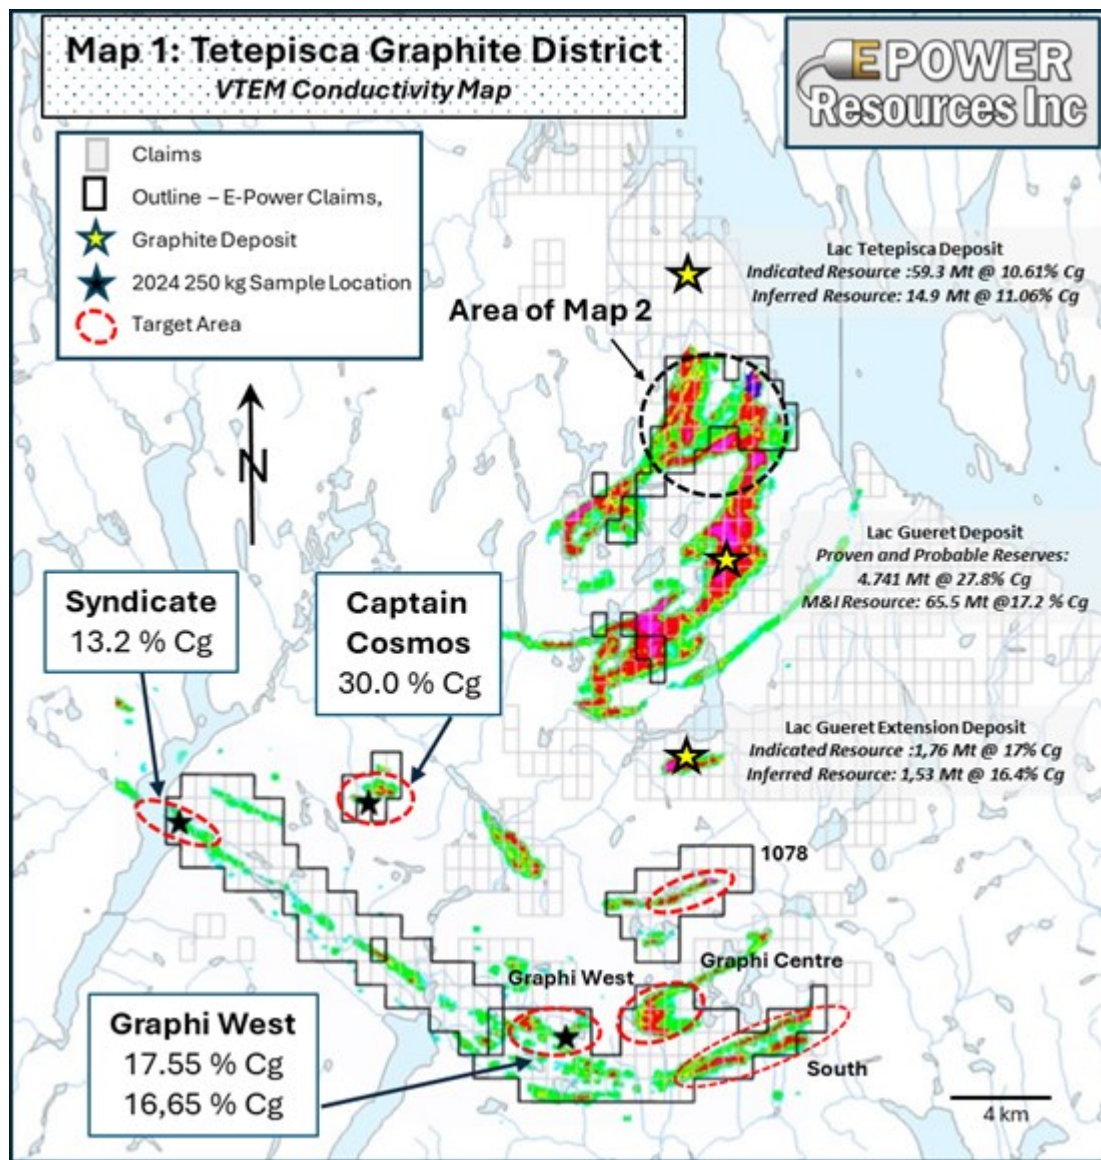 Map 1: Tetepisca Graphite District
VTEM Conductivity Map
EPOWER
Resources Inc
Claims
Outline – E-Power Claims,
Graphite Deposit
2024 250 kg Sample Location
Target Area
N
Area of Map 2
Lac Tetepisca Deposit
Indicated Resource :59.3 Mt @ 10.61% Cg
Inferred Resource: 14.9 Mt @ 11.06% Cg
Lac Gueret Deposit
Proven and Probable Reserves:
4.741 Mt @ 27.8% Cg
M&I Resource: 65.5 Mt @17.2 % Cg
Syndicate
13.2 % Cg
Captain
Cosmos
30.0 % Cg
Lac Gueret Extension Deposit
Indicated Resource :1,76 Mt @ 17% Cg
Inferred Resource: 1,53 Mt @ 16.4% Cg
1078
Graphi West
Graphi Centre
Graphi West
17.55 % Cg
16,65 % Cg
South
4 km